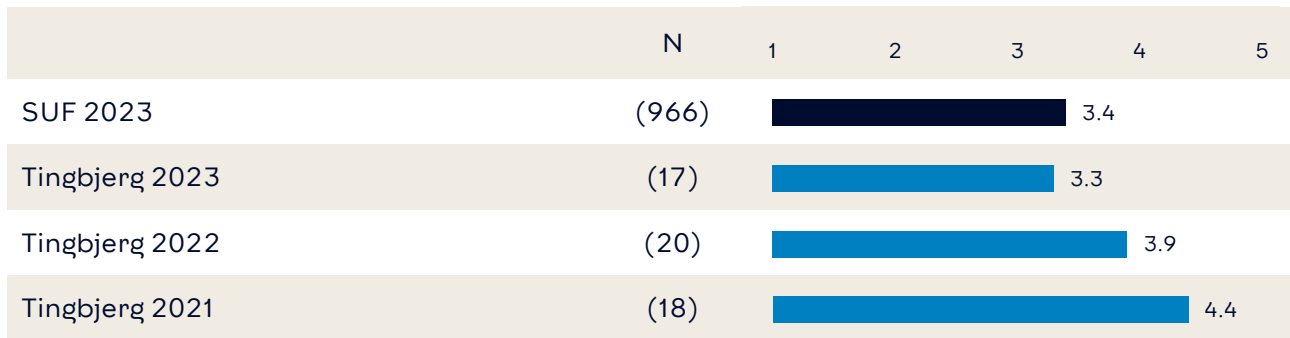 N 1 2 3 4 5
SUF 2023 (966) 3.4
Tingbjerg 2023 (17) 3.3
Tingbjerg 2022 (20) 3.9
Tingbjerg 2021 (18) 4.4